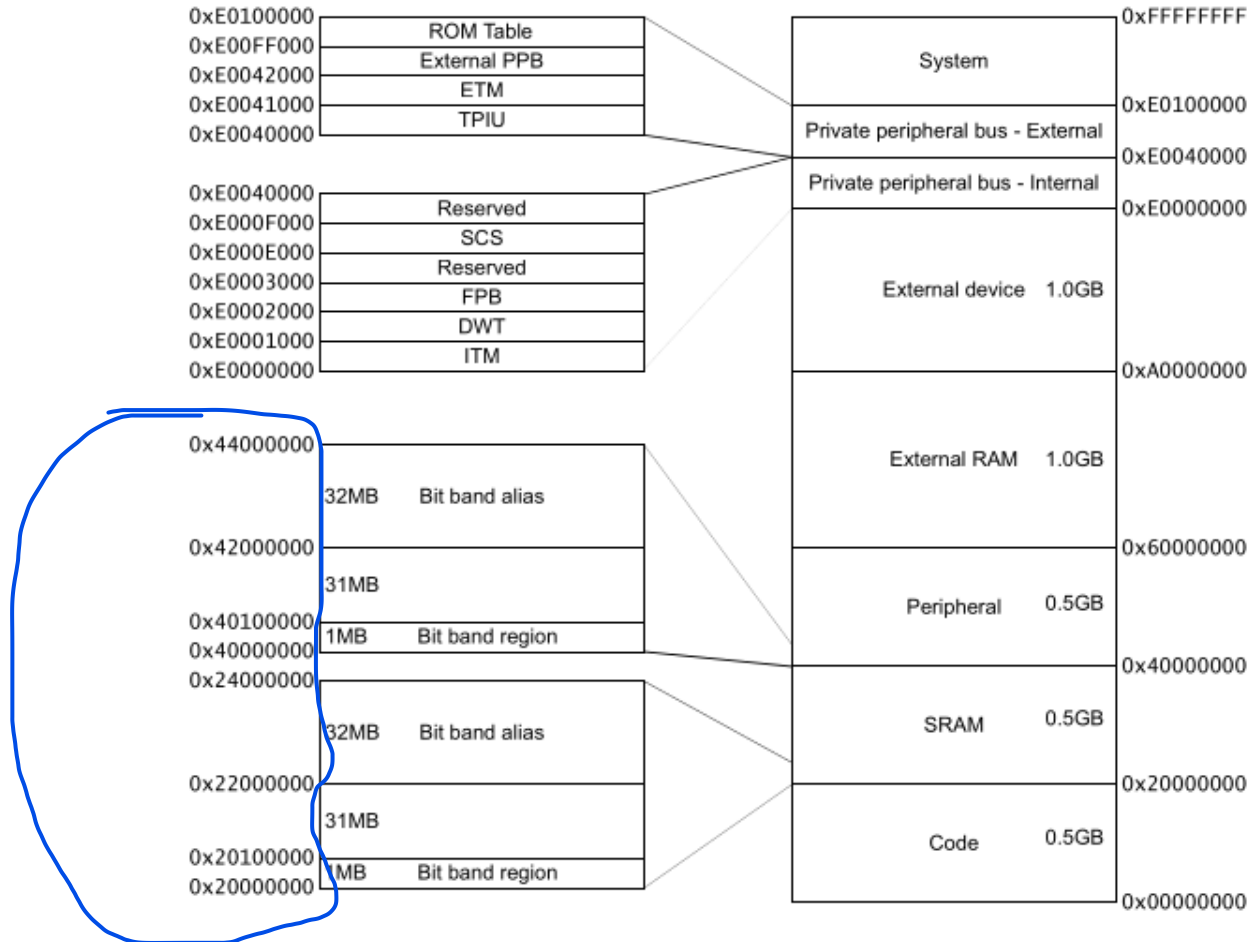 0xE0100000
ROM Table
0xE00FF000
External PPB
0xE0042000
ETM
0xE0041000
TPIU
0xE0040000
0xE0040000
Reserved
0xE000F000
SCS
0xE000E000
Reserved
0xE0003000
FPB
0xE0002000
DWT
0xE0001000
ITM
0xE0000000
0x44000000
32MB Bit band alias
0x42000000
31MB
0x40100000
1MB Bit band region
0x40000000
0x24000000
32MB Bit band alias
0x22000000
31MB
0x20100000
1MB Bit band region
0x20000000
0xFFFFFFFF
System
0xE0100000
Private peripheral bus - External
0xE0040000
Private peripheral bus - Internal
0xE0000000
External device 1.0GB
0xA0000000
External RAM 1.0GB
0x60000000
Peripheral 0.5GB
0x40000000
SRAM 0.5GB
0x20000000
Code 0.5GB
0x00000000